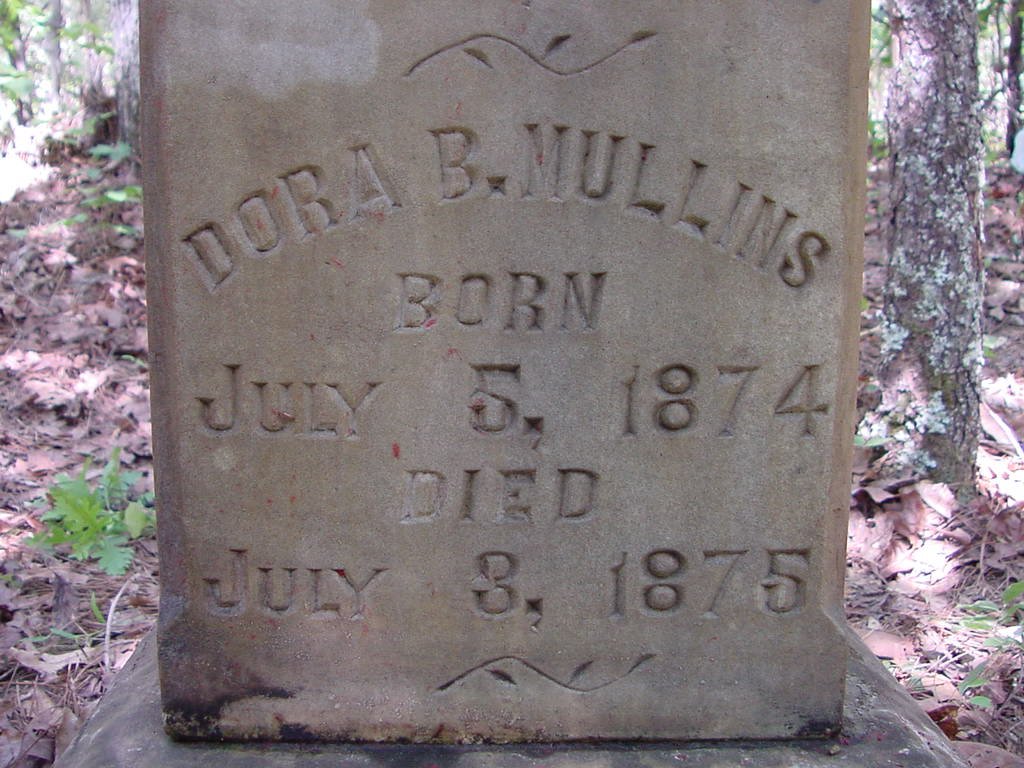 DORA B. MULLINS
BORN
JULY 5, 1874
DIED
JULY 8, 1875